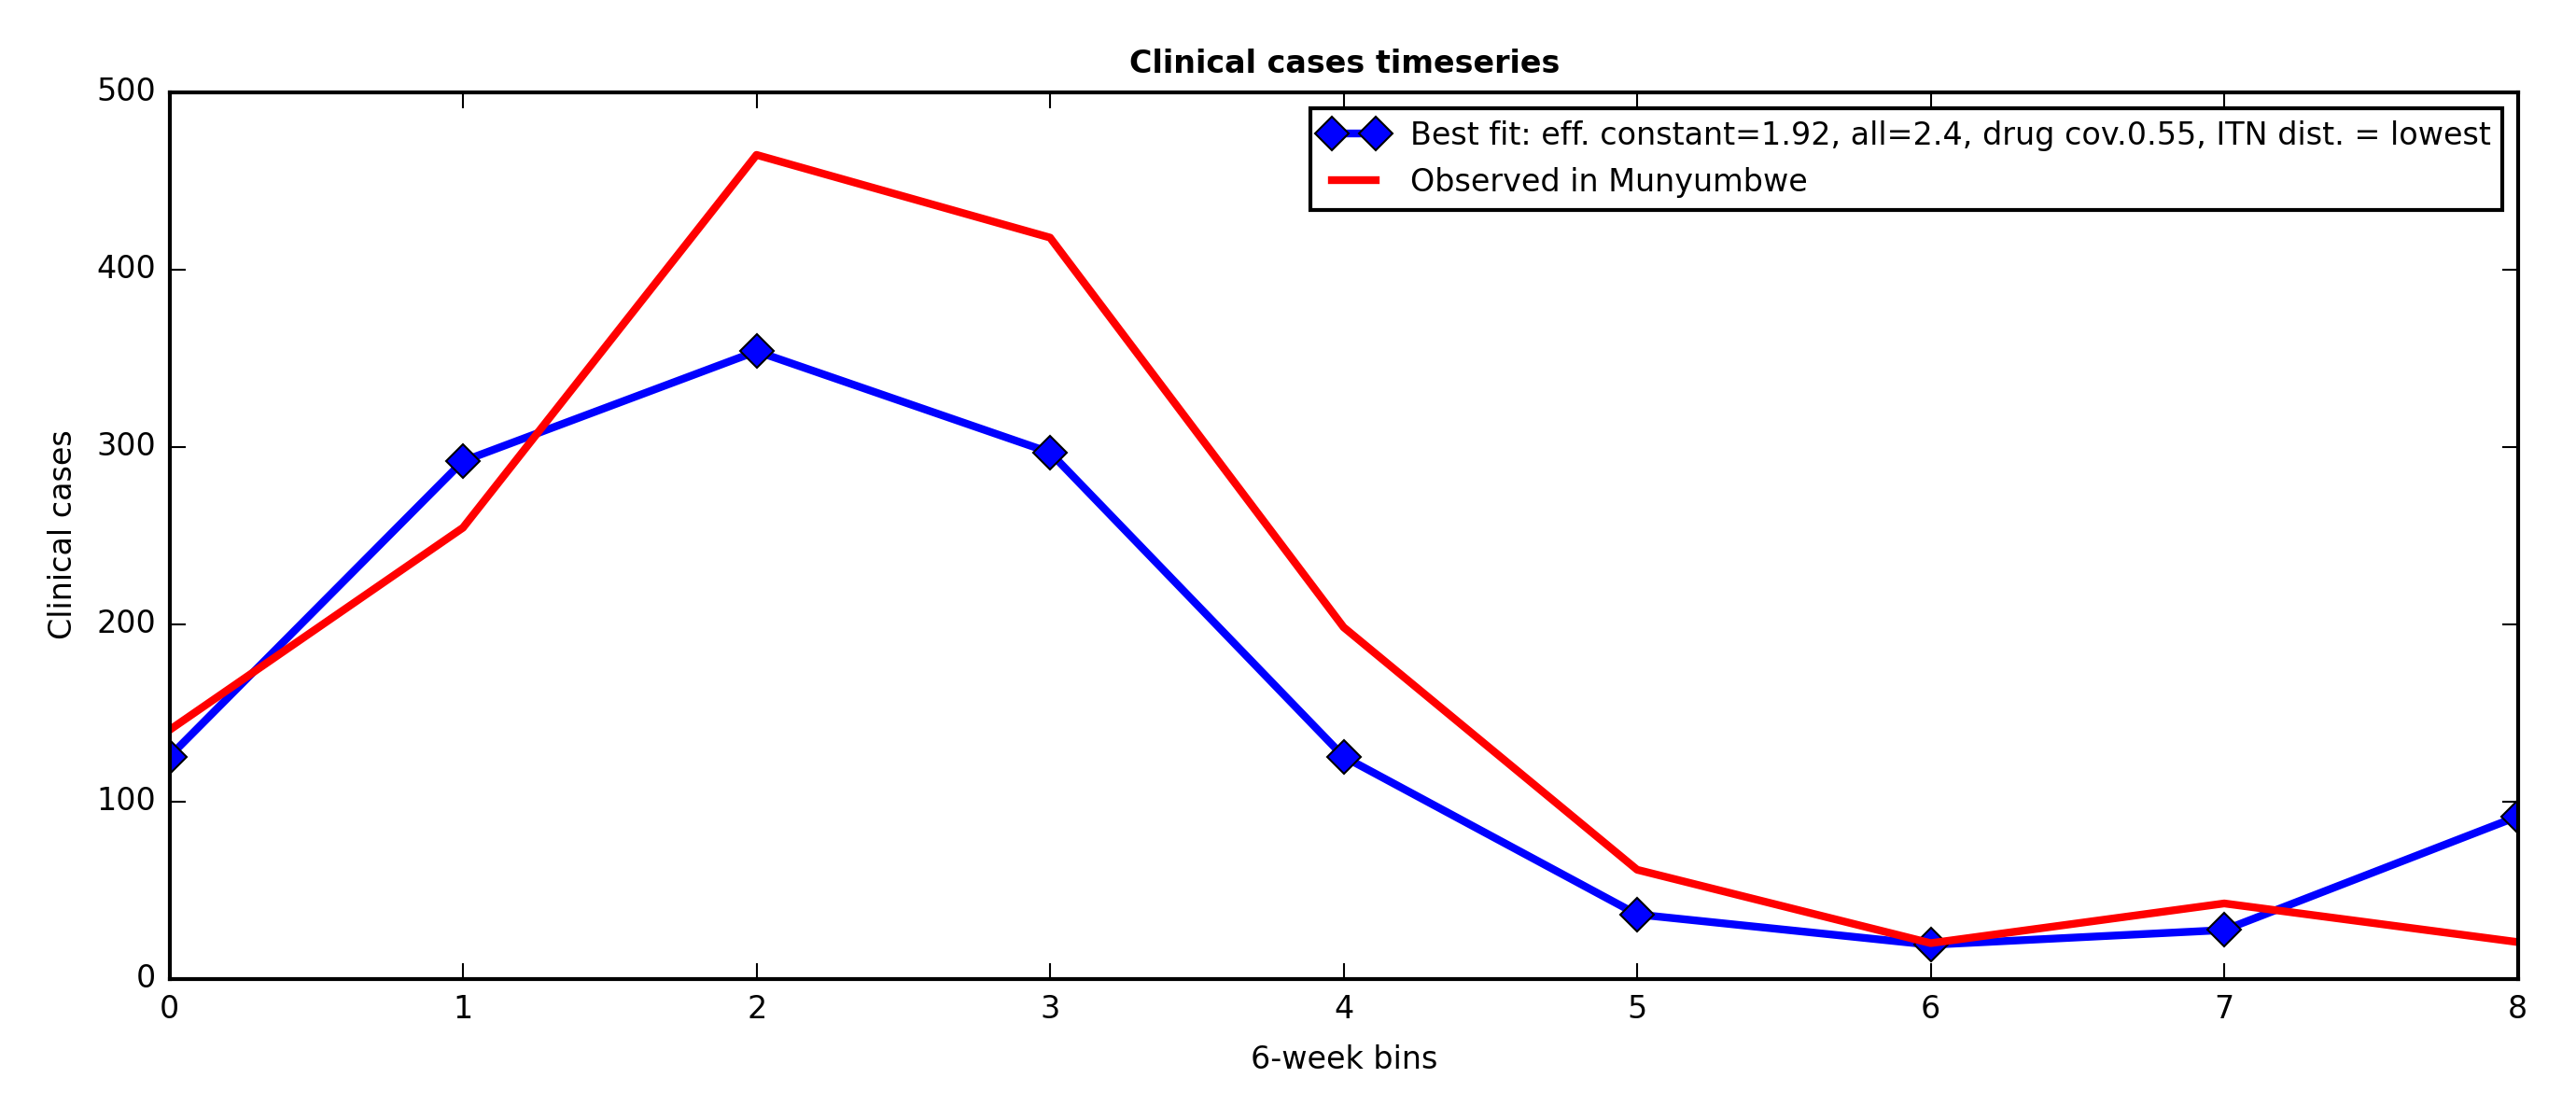 Clinical cases timeseries
500
400
300
200
100
0
Clinical cases
Best fit: eff. constant=1.92, all=2.4, drug cov.0.55, ITN dist. = lowest
Observed in Munyumbwe
0 1 2 3 4 5 6 7 8
6-week bins